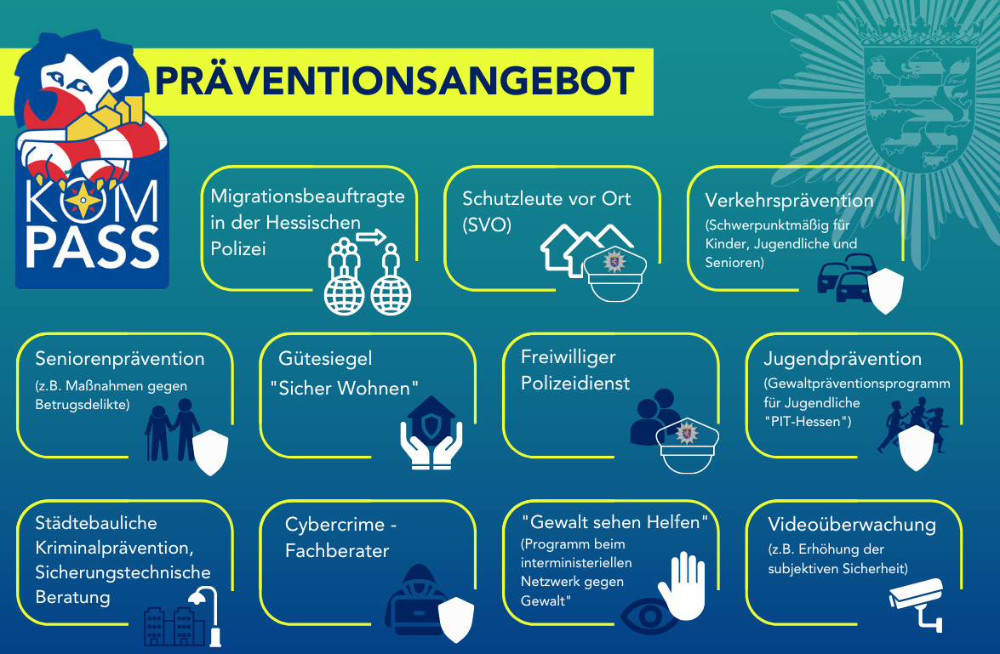 PRÄVENTIONSANGEBOT
KOM
PASS
Migrationsbeauftragte
in der Hessischen
Polizei
Schutzleute vor Ort
(SVO)
Verkehrsprävention
(Schwerpunktmäßig für
Kinder, Jugendliche und
Senioren)
Seniorenprävention
(z.B. Maßnahmen gegen
Betrugsdelikte)
Gütesiegel
"Sicher Wohnen"
Freiwilliger
Polizeidienst
Jugendprävention
(Gewaltpräventionsprogramm
für Jugendliche
"PIT-Hessen")
Städtebauliche
Kriminalprävention,
Sicherungstechnische
Beratung
Cybercrime -
Fachberater
"Gewalt sehen Helfen"
(Programm beim
interministeriellen
Netzwerk gegen
Gewalt"
Videoüberwachung
(z.B. Erhöhung der
subjektiven Sicherheit)